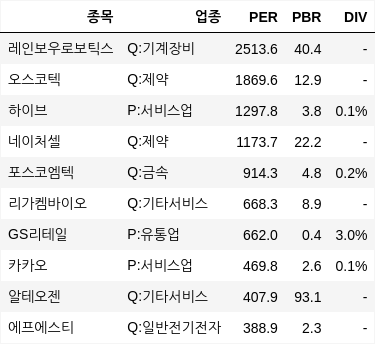 종목 업종 PER PBR DIV
레인보우로보틱스 Q:기계장비 2513.6 40.4 -
오스코텍 Q:제약 1869.6 12.9 -
하이브 P:서비스업 1297.8 3.8 0.1%
네이처셀 Q:제약 1173.7 22.2 -
포스코엠텍 Q:금속 914.3 4.8 0.2%
리가켐바이오 Q:기타서비스 668.3 8.9 -
GS리테일 P:유통업 662.0 0.4 3.0%
카카오 P:서비스업 469.8 2.6 0.1%
알테오젠 Q:기타서비스 407.9 93.1 -
에프에스티 Q:일반전기전자 388.9 2.3 -